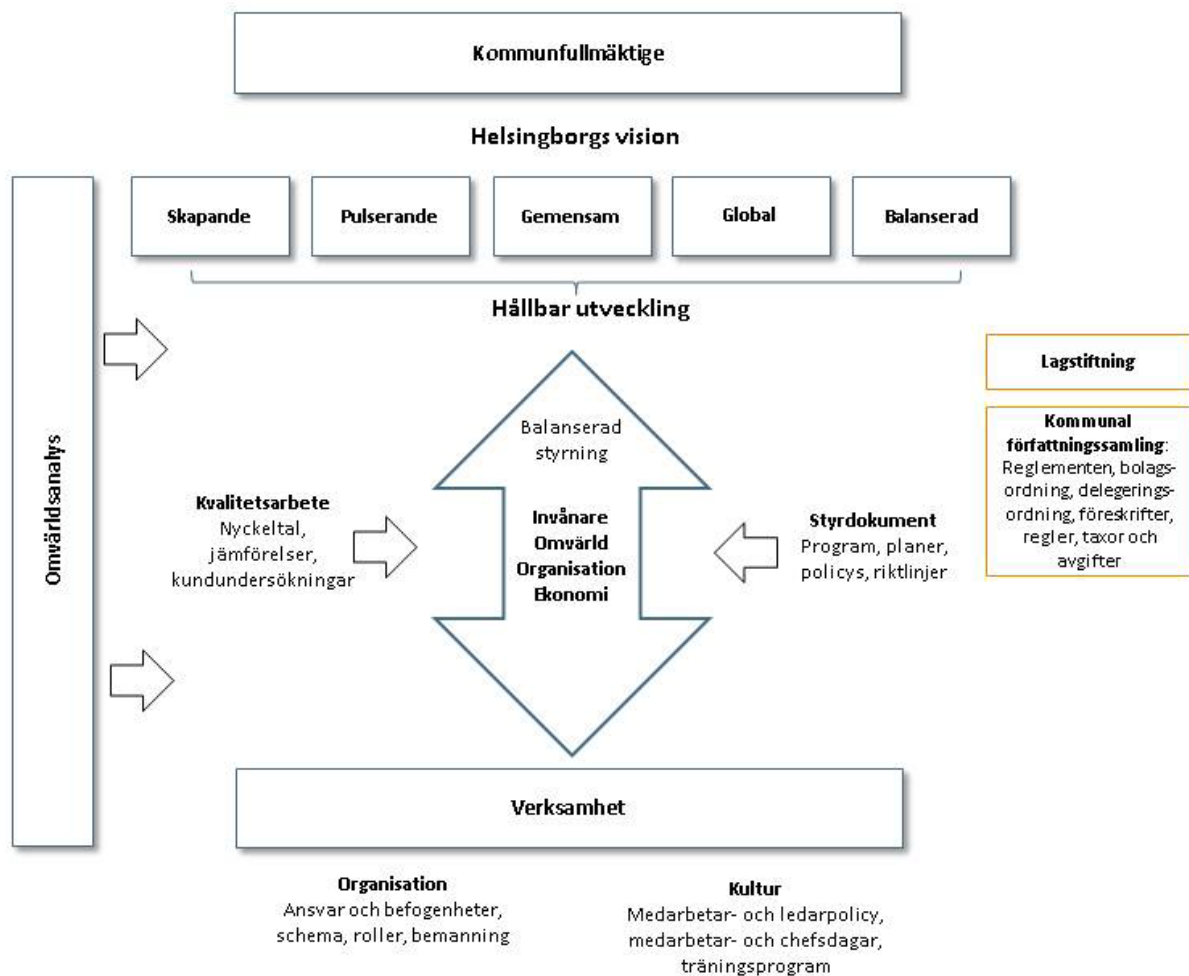 Kommunfullmäktige
Helsingborgs vision
Skapande
Pulserande
Gemensam
Global
Balanserad
Hållbar utveckling
Omvärldsanalys
Balanserad
styrning
Invånare
Omvärld
Organisation
Ekonomi
Kvalitetsarbete
Nyckeltal,
jämförelser,
kundundersökningar
Styrdokument
Program, planer,
policys, riktlinjer
Lagstiftning
Kommunal
författningssamling:
Reglementen, bolags-
ordning, delegerings-
ordning, föreskrifter,
regler, taxor och
avgifter
Verksamhet
Organisation
Ansvar och befogenheter,
schema, roller, bemanning
Kultur
Medarbetar- och ledarpolicy,
medarbetar- och chefsdagar,
träningsprogram